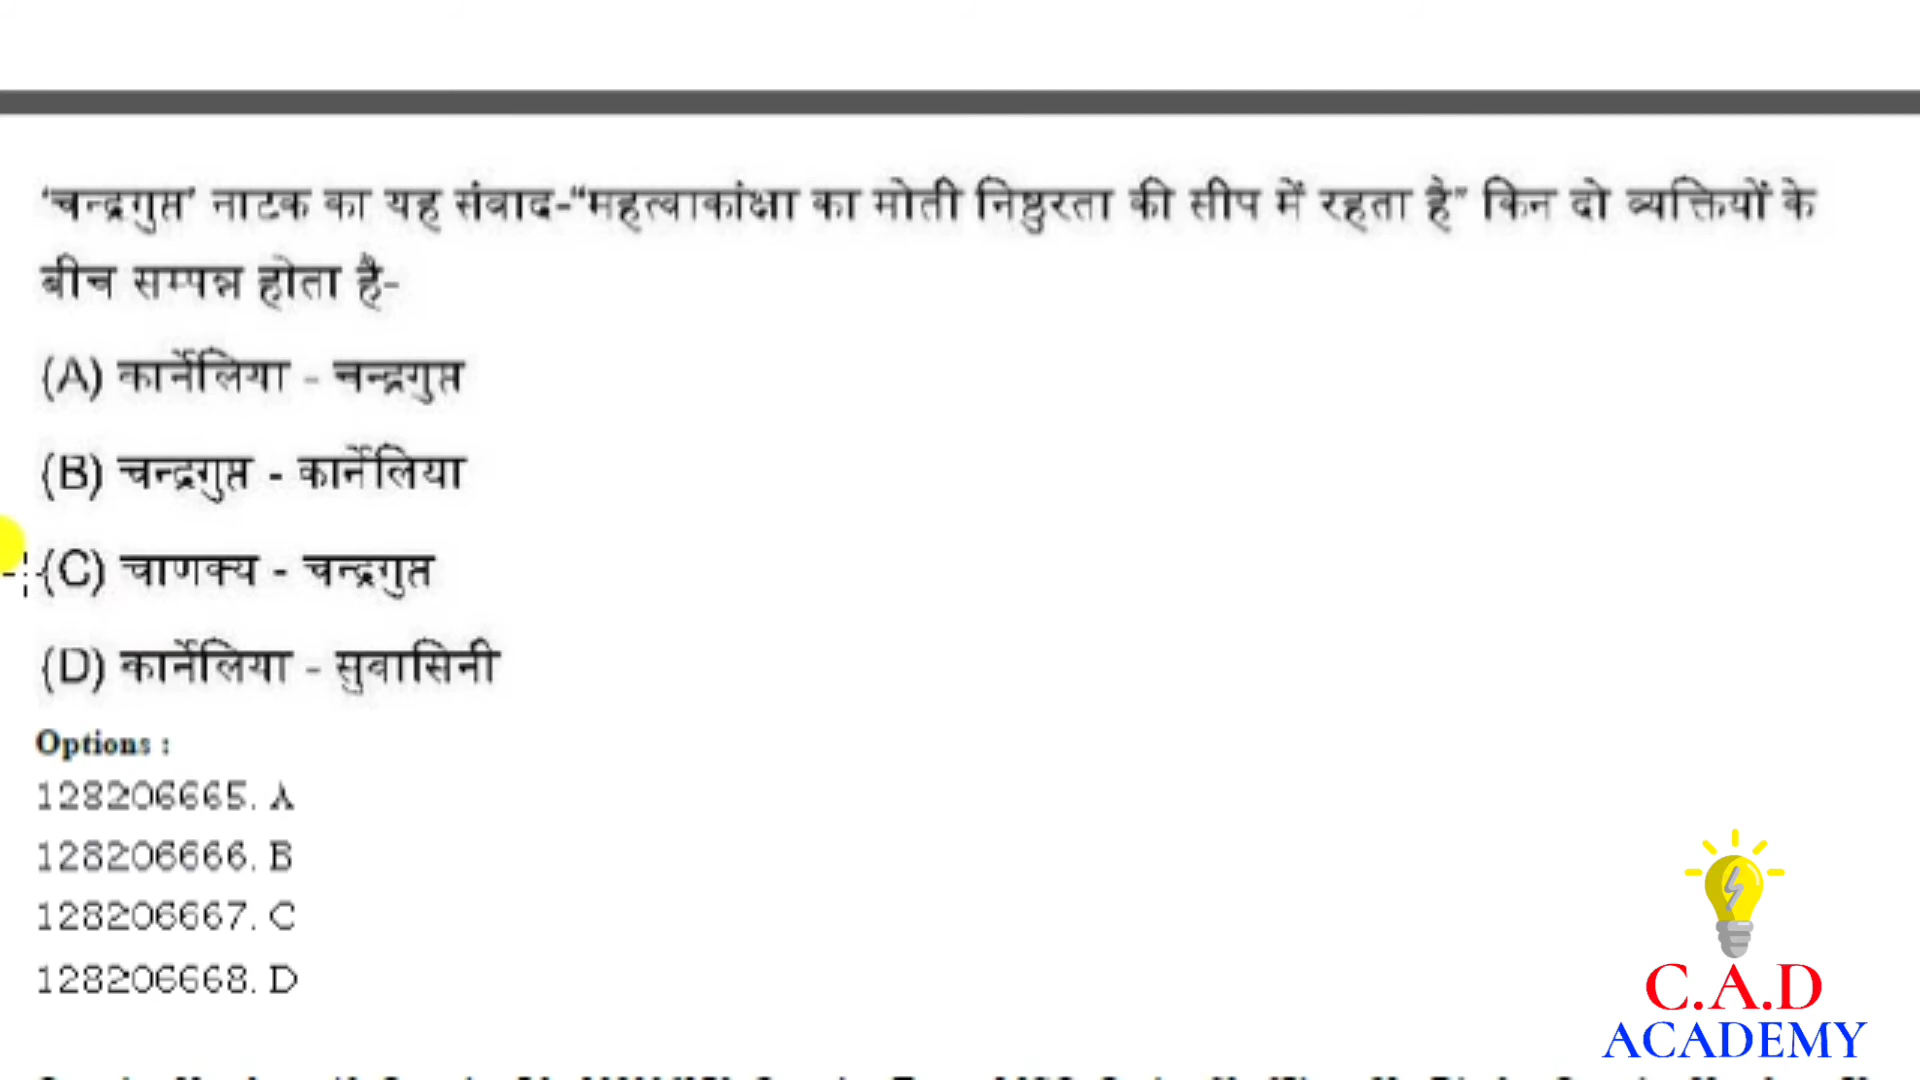 ‘चन्द्रगुप्त’ नाटक का यह संवाद-“महत्वाकांक्षा का मोती निष्ठुरता की सीप में रहता है” किन दो व्यक्तियों के
बीच सम्पन्न होता है-
(A) कार्नेलिया - चन्द्रगुप्त
(B) चन्द्रगुप्त - कार्नेलिया
(C) चाणक्य - चन्द्रगुप्त
(D) कार्नेलिया - सुवासिनी
Options :
128206665. A
128206666. B
128206667. C
128206668. D
C.A.D
ACADEMY